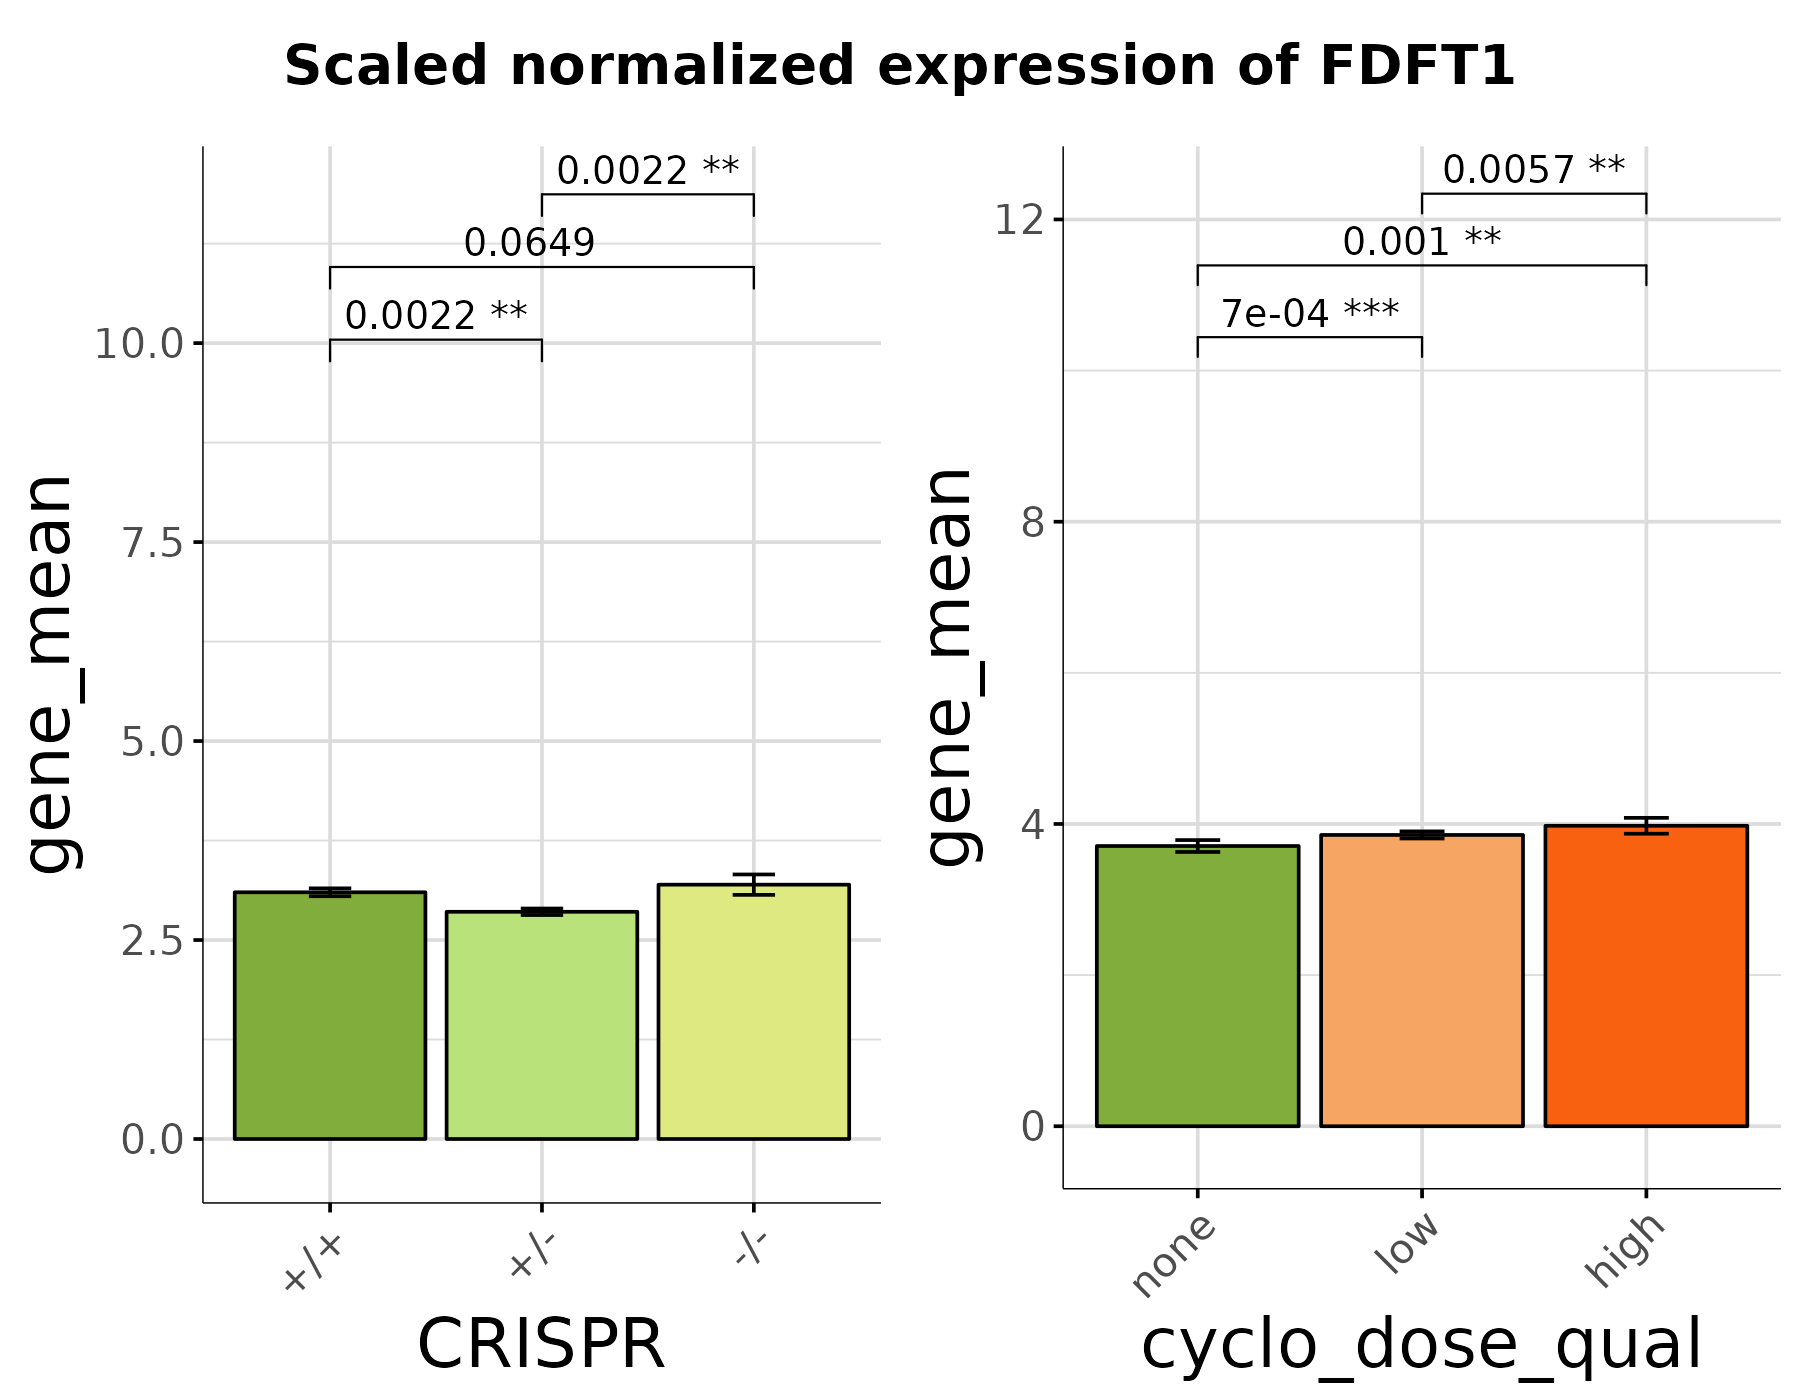 Scaled normalized expression of FDFT1
gene_mean
10.0
7.5
5.0
2.5
0.0
0.0022 **
0.0649
0.0022 **
+/+
+/-
-/-
CRISPR
gene_mean
12
8
4
0
0.0057 **
0.001 **
7e-04 ***
none
low
high
cyclo_dose_qual